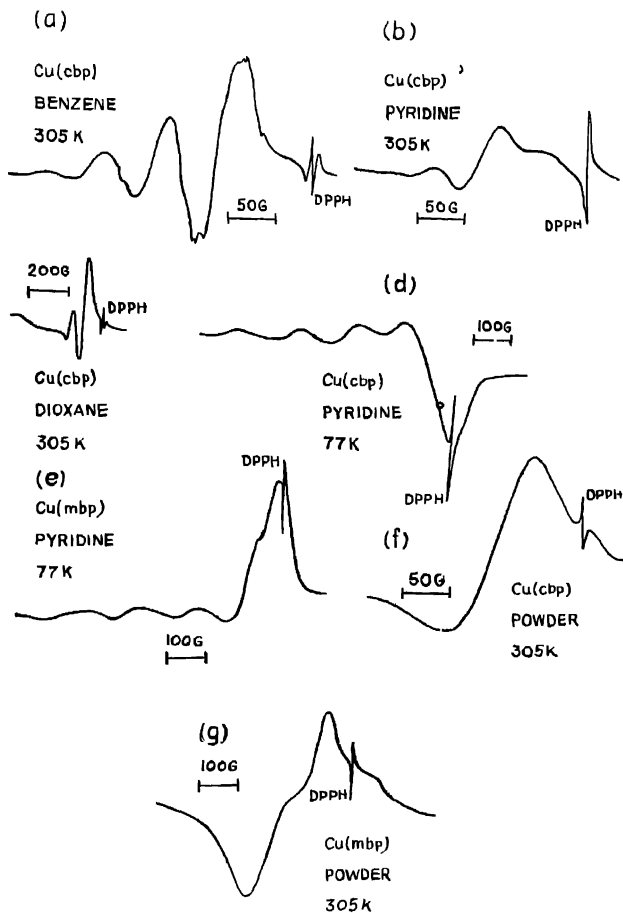 (a)
Cu(cbp)
BENZENE
305K
50G
DPPH
(b)
Cu(cbp)
PYRIDINE
305K
50G
DPPH
200G
DPPH
Cu(cbp)
DIOXANE
305K
(d)
100G
Cu(cbp)
PYRIDINE
77K
DPPH
(e)
Cu(mbp)
PYRIDINE
77K
DPPH
100G
(f)
DPPH
50G
Cu(cbp)
POWDER
305K
(g)
100G
DPPH
Cu(mbp)
POWDER
305K